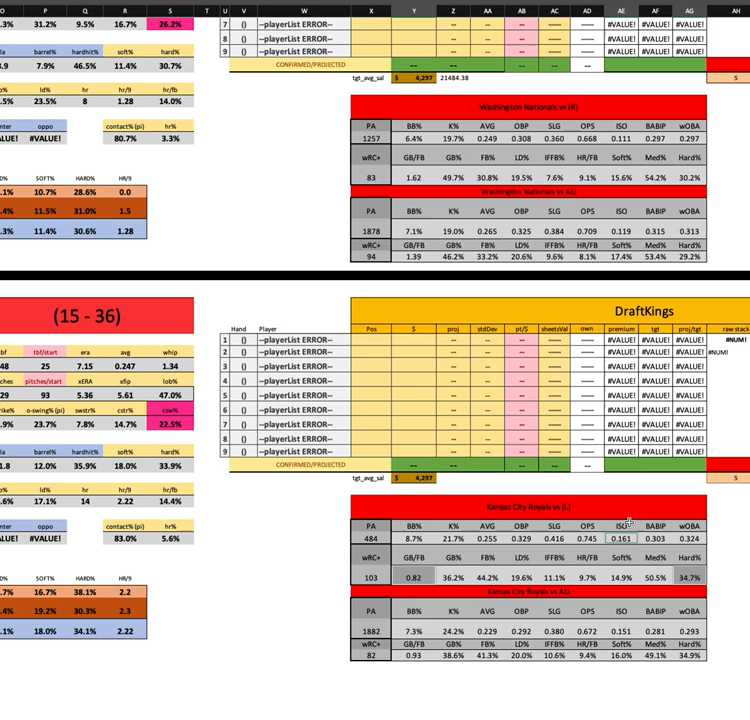 O P Q R S T U V W X Y Z AA AB AC AD AE AF AG AH
.3% 31.2% 9.5% 16.7% 26.2% 7 () --playerList ERROR-- -- -- -- ----- ----- #VALUE! #VALUE! #VALUE!
8 () --playerList ERROR-- -- -- -- ----- ----- #VALUE! #VALUE! #VALUE!
la barrel% hardhit% soft% hard% 9 () --playerList ERROR-- -- -- -- ----- ----- #VALUE! #VALUE! #VALUE!
.9 7.9% 46.5% 11.4% 30.7% CONFIRMED/PROJECTED -- -- -----
tgt_avg_sal $ 4,297 21484.38 S
% ld% hr hr/9 hr/fb
.5% 23.5% 8 1.28 14.0%
Washington Nationals vs (R)
nter oppo contact% (pi) hr% PA BB% K% AVG OBP SLG OPS ISO BABIP wOBA
LUE! #VALUE! 80.7% 3.3% 1257 6.4% 19.7% 0.249 0.308 0.360 0.668 0.111 0.297 0.297
wRC+ GB/FB GB% FB% LD% IFFB% HR/FB Soft% Med% Hard%
D% SOFT% HARD% HR/9 83 1.62 49.7% 30.8% 19.5% 7.6% 9.1% 15.6% 54.2% 30.2%
.1% 10.7% 28.6% 0.0 Washington Nationals vs ALL
.4% 11.5% 31.0% 1.5 PA BB% K% AVG OBP SLG OPS ISO BABIP wOBA
.3% 11.4% 30.6% 1.28 1878 7.1% 19.0% 0.265 0.325 0.384 0.709 0.119 0.315 0.313
wRC+ GB/FB GB% FB% LD% IFFB% HR/FB Soft% Med% Hard%
94 1.39 46.2% 33.2% 20.6% 9.6% 8.1% 17.4% 53.4% 29.2%
(15 - 36) DraftKings
Hand Player Pos $ proj stdDev pt/$ sheetsVal own premium tgt proj/tgt raw stack
1 () --playerList ERROR-- -- -- -- ----- ----- #VALUE! #VALUE! #VALUE! #NUM!
bf tbf/start era avg whip 2 () --playerList ERROR-- -- -- -- ----- ----- #VALUE! #VALUE! #VALUE! #NUM!
48 25 7.15 0.247 1.34 3 () --playerList ERROR-- -- -- -- ----- ----- #VALUE! #VALUE! #VALUE!
ches pitches/start xERA xfip lob% 4 () --playerList ERROR-- -- -- -- ----- ----- #VALUE! #VALUE! #VALUE!
29 93 5.36 5.61 47.0% 5 () --playerList ERROR-- -- -- -- ----- ----- #VALUE! #VALUE! #VALUE!
rike% o-swing% (pi) swstr% cstr% csw% 6 () --playerList ERROR-- -- -- -- ----- ----- #VALUE! #VALUE! #VALUE!
.9% 23.7% 7.8% 14.7% 22.5% 7 () --playerList ERROR-- -- -- -- ----- ----- #VALUE! #VALUE! #VALUE!
8 () --playerList ERROR-- -- -- -- ----- ----- #VALUE! #VALUE! #VALUE!
la barrel% hardhit% soft% hard% 9 () --playerList ERROR-- -- -- -- ----- ----- #VALUE! #VALUE! #VALUE!
1.8 12.0% 35.9% 18.0% 33.9% CONFIRMED/PROJECTED -- -- -----
tgt_avg_sal $ 4,297 S
% ld% hr hr/9 hr/fb
.6% 17.1% 14 2.22 14.4%
Kansas City Royals vs (L)
nter oppo contact% (pi) hr% PA BB% K% AVG OBP SLG OPS ISO BABIP wOBA
LUE! #VALUE! 83.0% 5.6% 484 8.7% 21.7% 0.255 0.329 0.416 0.745 0.161 0.303 0.324
wRC+ GB/FB GB% FB% LD% IFFB% HR/FB Soft% Med% Hard%
D% SOFT% HARD% HR/9 103 0.82 36.2% 44.2% 19.6% 11.1% 9.7% 14.9% 50.5% 34.7%
.7% 16.7% 38.1% 2.2 Kansas City Royals vs ALL
.4% 19.2% 30.3% 2.3 PA BB% K% AVG OBP SLG OPS ISO BABIP wOBA
.1% 18.0% 34.1% 2.22 1882 7.3% 24.2% 0.229 0.292 0.380 0.672 0.151 0.281 0.293
wRC+ GB/FB GB% FB% LD% IFFB% HR/FB Soft% Med% Hard%
82 0.93 38.6% 41.3% 20.0% 10.6% 9.4% 16.0% 49.1% 34.9%